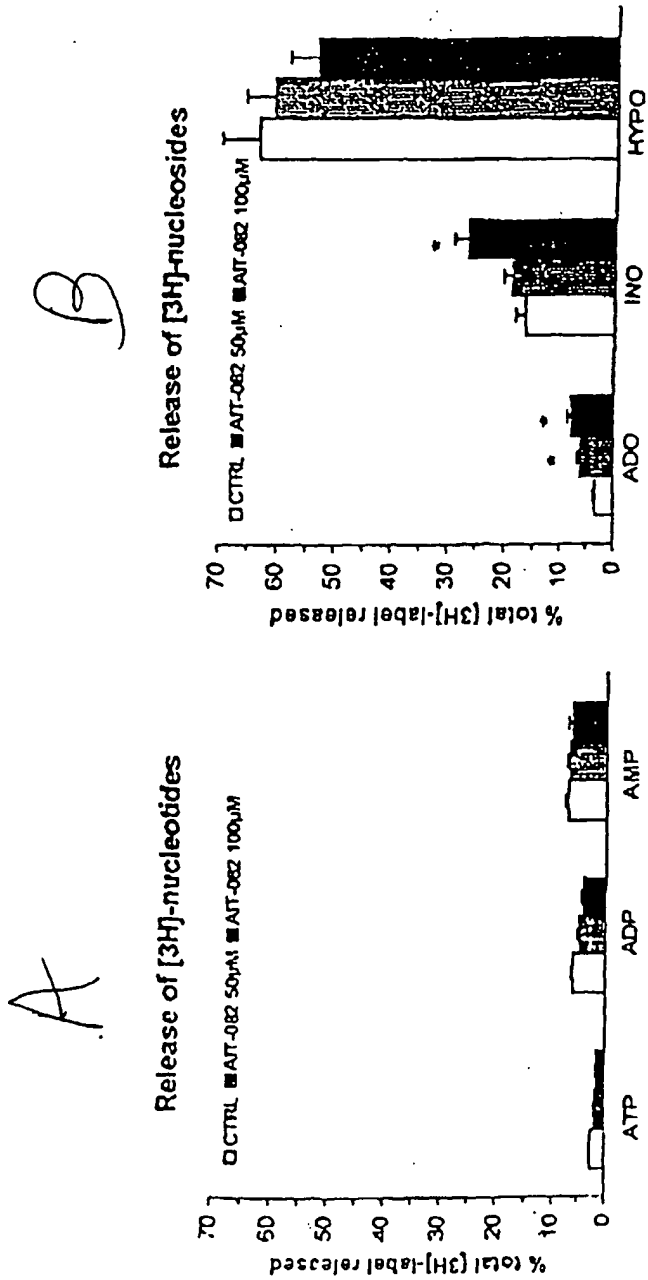 A
Release of [3H]-nucleotides
CTRL AIT-082 50µM AIT-082 100µM
% total [3H]-label released
70
60
50
40
30
20
10
0
ATP ADP AMP
B
Release of [3H]-nucleosides
CTRL AIT-082 50µM AIT-082 100µM
% total [3H]-label released
70
60
50
40
30
20
10
0
* * *
ADO INO HYPO